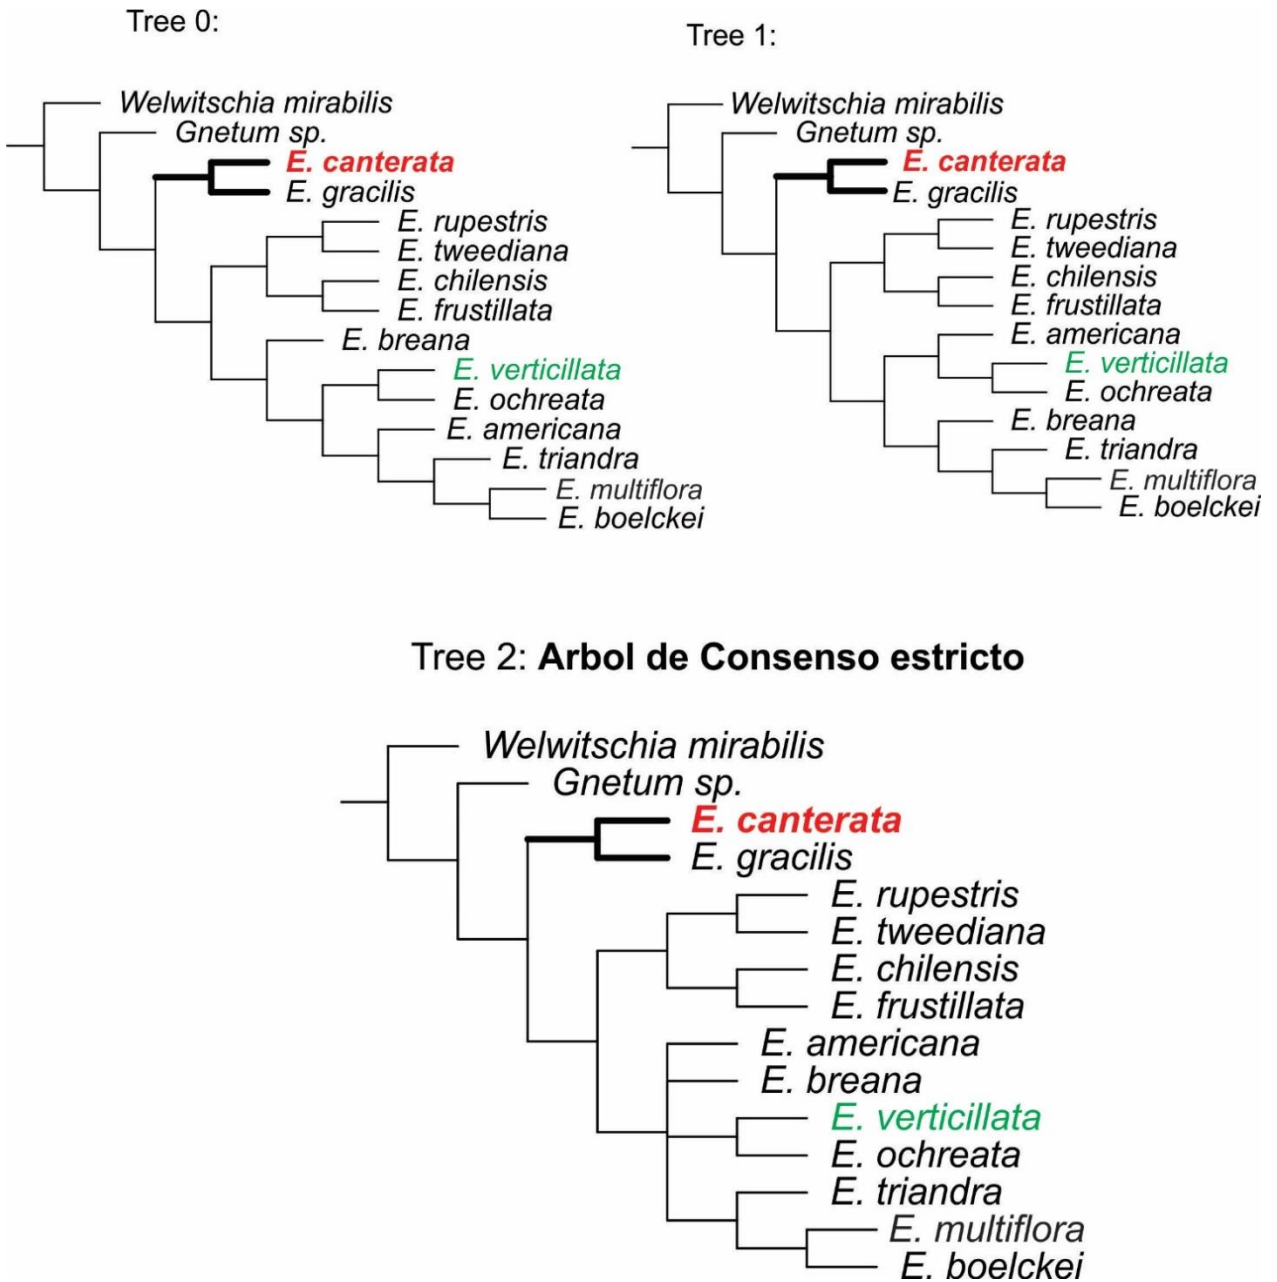 Tree 0:
Welwitschia mirabilis
Gnetum sp.
E. canterata
E. gracilis
E. rupestris
E. tweediana
E. chilensis
E. frustillata
E. breana
E. verticillata
E. ochreata
E. americana
E. triandra
E. multiflora
E. boelckei
Tree 1:
Welwitschia mirabilis
Gnetum sp.
E. canterata
E. gracilis
E. rupestris
E. tweediana
E. chilensis
E. frustillata
E. americana
E. verticillata
E. ochreata
E. breana
E. triandra
E. multiflora
E. boelckei
Tree 2: Arbol de Consenso estricto
Welwitschia mirabilis
Gnetum sp.
E. canterata
E. gracilis
E. rupestris
E. tweediana
E. chilensis
E. frustillata
E. americana
E. breana
E. verticillata
E. ochreata
E. triandra
E. multiflora
E. boelckei